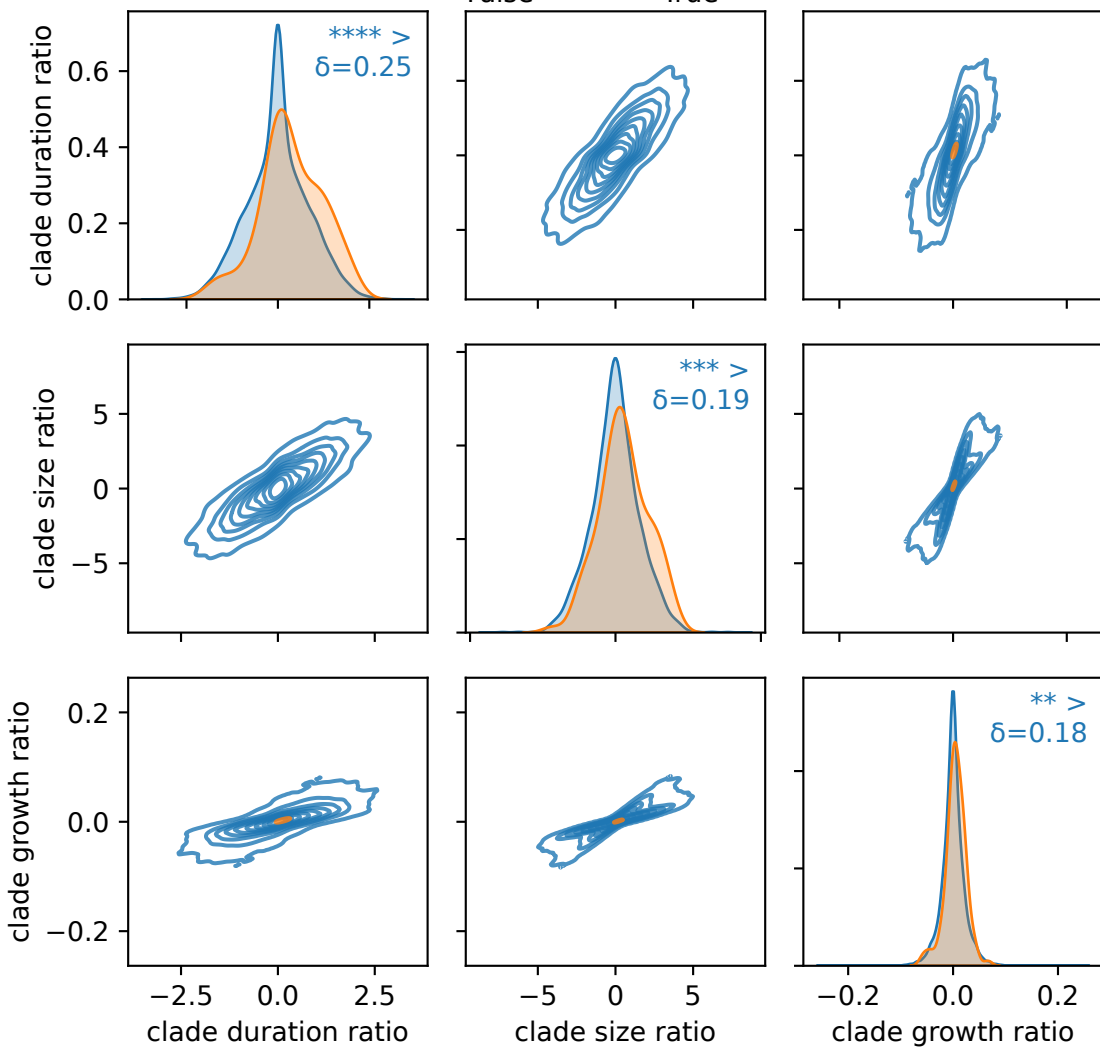 **** >
δ=0.25
clade duration ratio
0.6
0.4
0.2
0.0
*** >
δ=0.19
clade size ratio
5
0
−5
** >
δ=0.18
clade growth ratio
0.2
0.0
−0.2
−2.5 0.0 2.5 −5 0 5 −0.2 0.0 0.2
clade duration ratio clade size ratio clade growth ratio